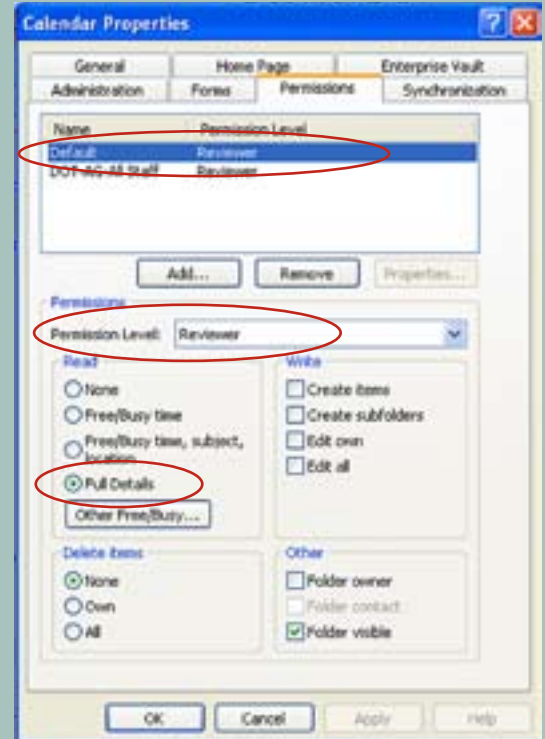 Calendar Properties
General Home Page Enterprise Vault
Administration Forms Permissions Synchronization
Name Permission Level
Default Reviewer
DOT-AG-All Staff Reviewer
Add... Remove Properties...
Permissions
Permission Level: Reviewer
Read Write
None Create items
Free/Busy time Create subfolders
Free/Busy time, subject, Edit own
location Edit all
Full Details
Other Free/Busy...
Delete items Other
None Folder owner
Own Folder contact
All Folder visible
OK Cancel Apply Help